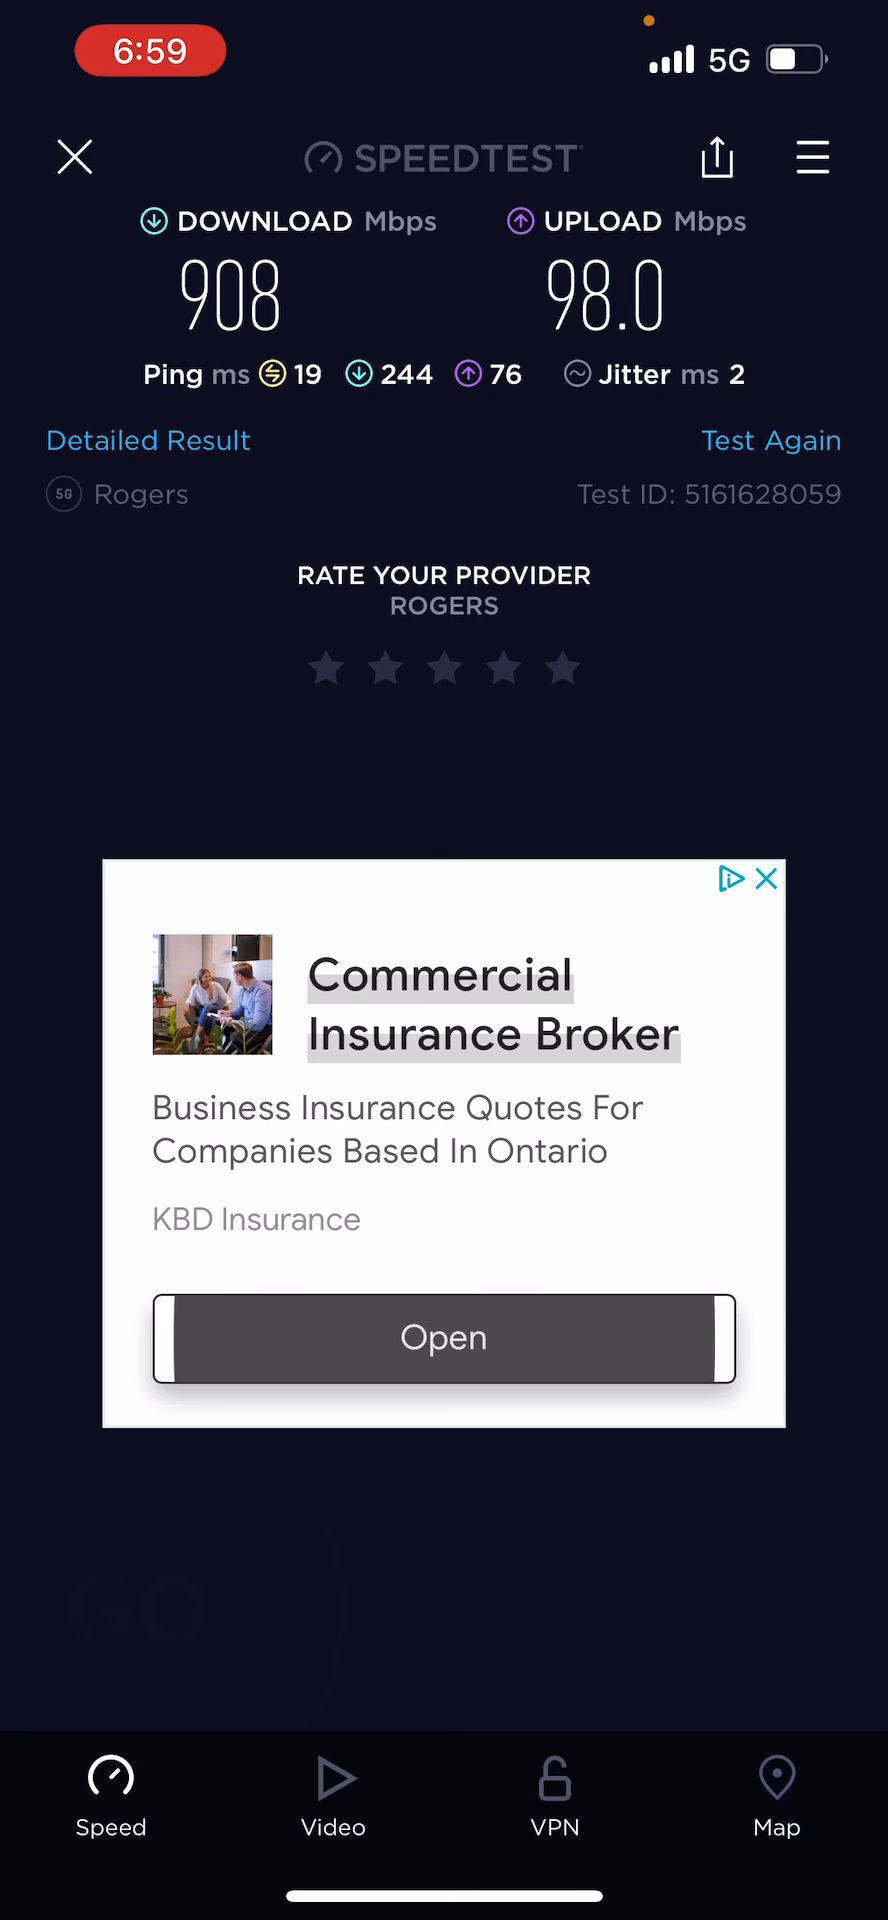 6:59 5G
SPEEDTEST
DOWNLOAD Mbps UPLOAD Mbps
908 98.0
Ping ms 19 244 76 Jitter ms 2
Detailed Result Test Again
5G Rogers Test ID: 5161628059
RATE YOUR PROVIDER
ROGERS
Commercial
Insurance Broker
Business Insurance Quotes For
Companies Based In Ontario
KBD Insurance
Open
GO
Speed Video VPN Map